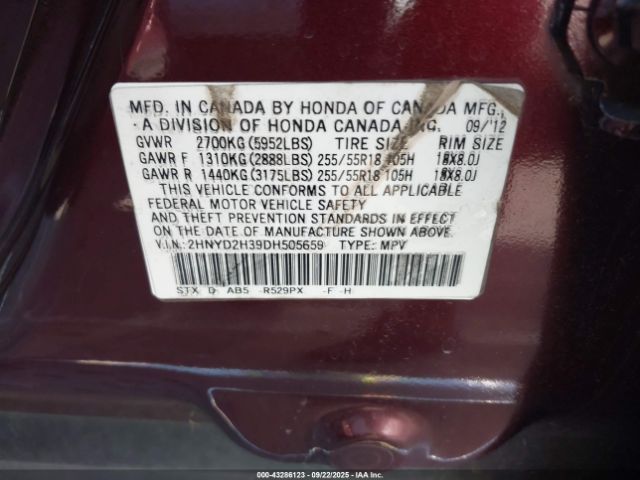 MFD. IN CANADA BY HONDA OF CANADA MFG.,
A DIVISION OF HONDA CANADA INC. 09/'12
GVWR 2700KG(5952LBS) TIRE SIZE RIM SIZE
GAWR F 1310KG(2888LBS) 255/55R18 105H 18X8.0J
GAWR R 1440KG(3175LBS) 255/55R18 105H 18X8.0J
THIS VEHICLE CONFORMS TO ALL APPLICABLE
FEDERAL MOTOR VEHICLE SAFETY
AND THEFT PREVENTION STANDARDS IN EFFECT
ON THE DATE OF MANUFACTURE SHOWN ABOVE.
V.I.N.: 2HNYD2H39DH505659 TYPE: MPV
STX D AB5 -R529PX -F -H
000-43286123 - 09/22/2025 - IAA Inc.